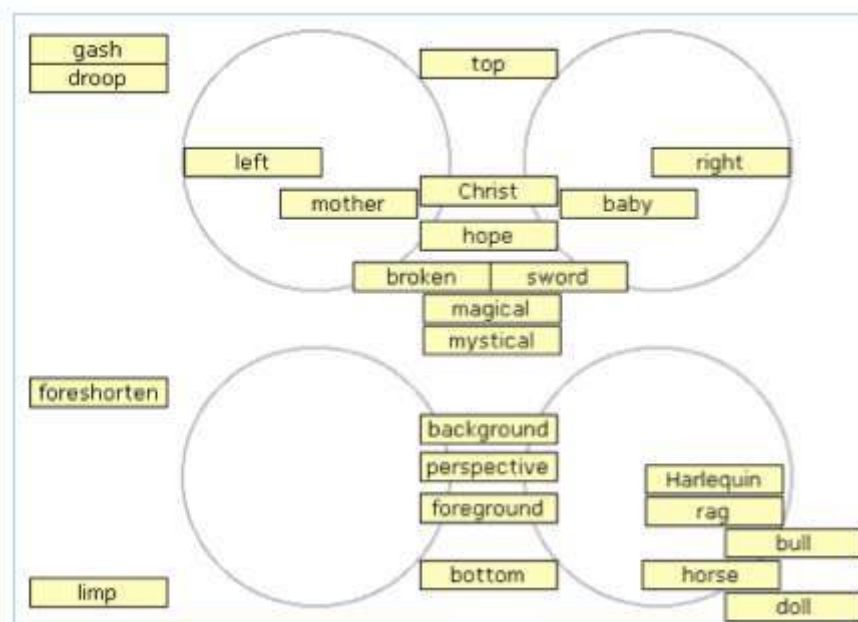 gash
droop
top
left
right
mother
Christ
baby
hope
broken sword
magical
mystical
foreshorten
background
perspective
foreground
Harlequin
rag
bull
bottom
horse
limp
doll